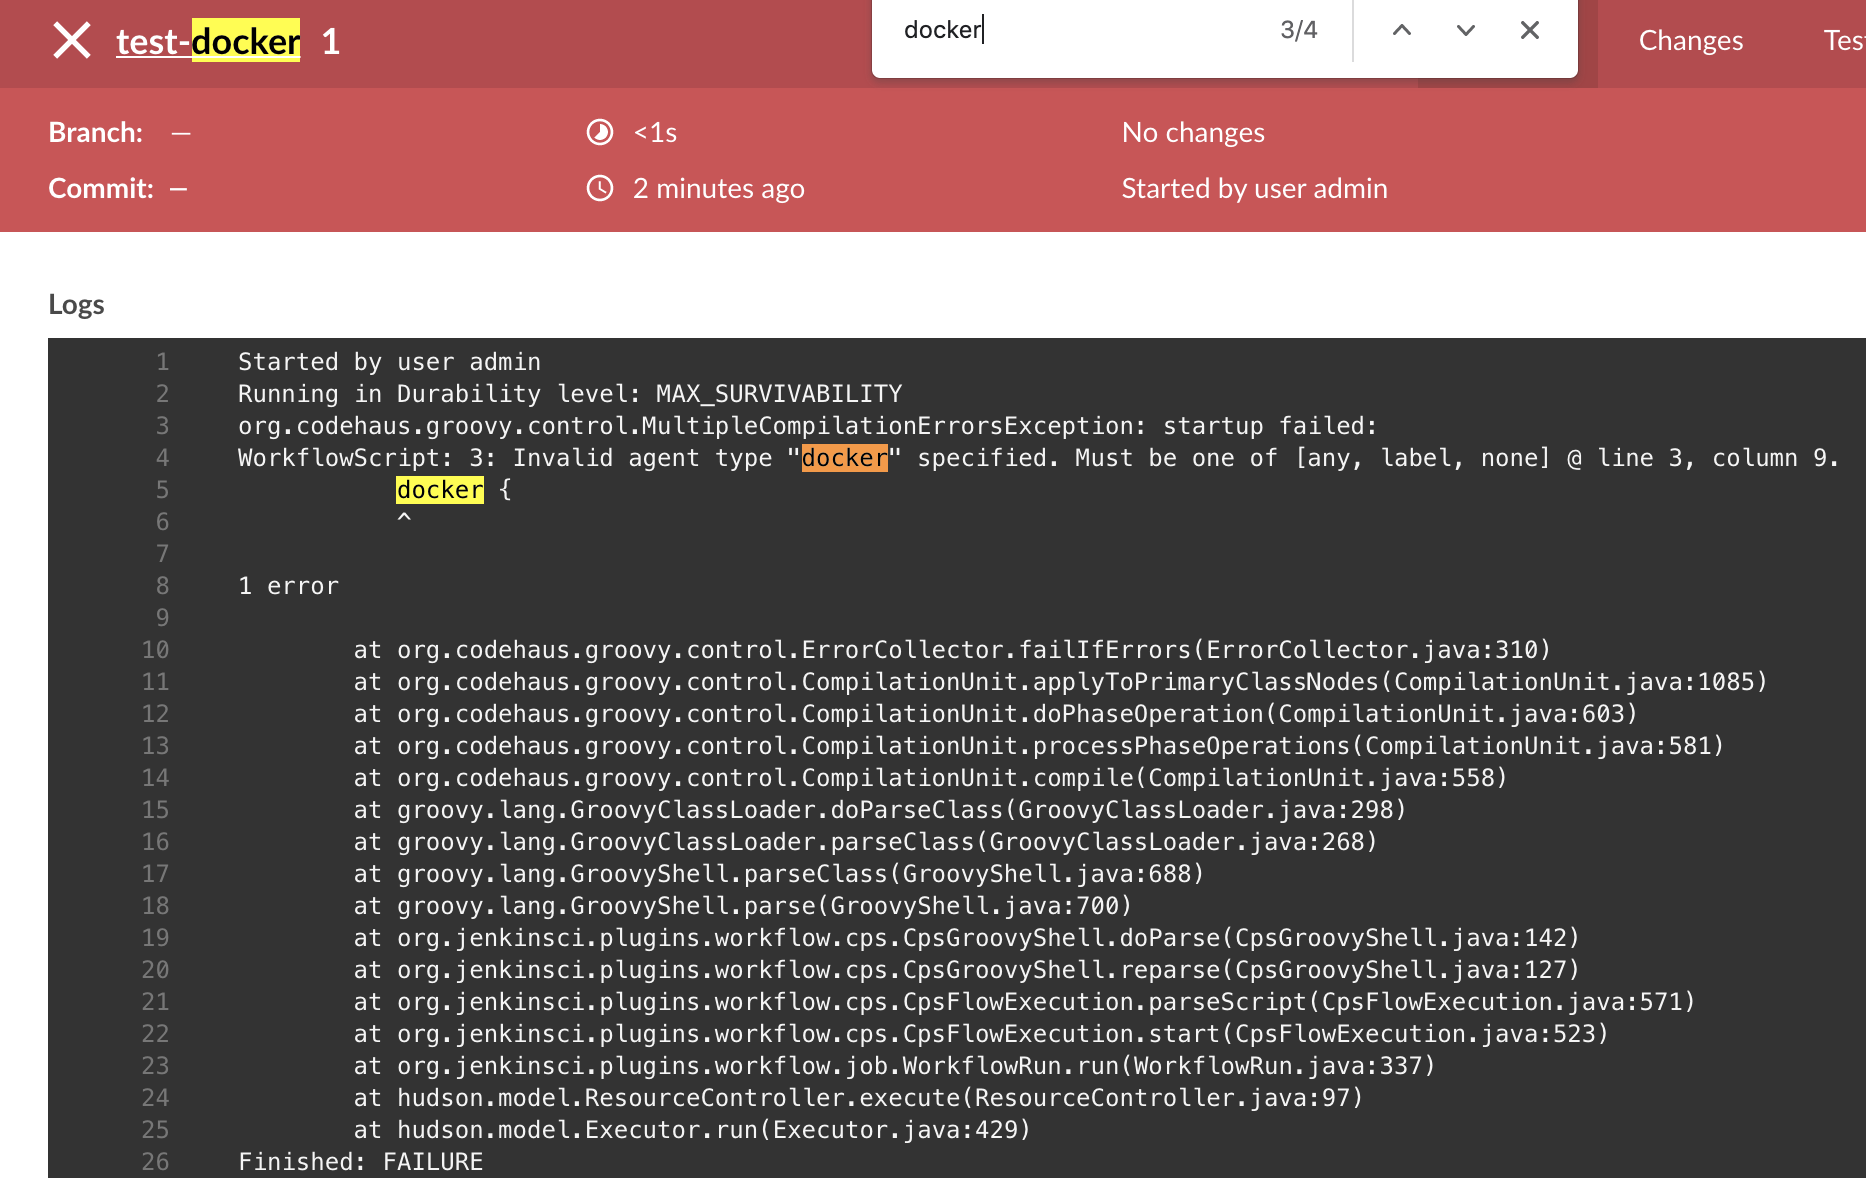 test-docker 1
docker 3/4
Changes Tes
Branch: —
<1s
No changes
Commit: —
2 minutes ago
Started by user admin
Logs
1 Started by user admin
2 Running in Durability level: MAX_SURVIVABILITY
3 org.codehaus.groovy.control.MultipleCompilationErrorsException: startup failed:
4 WorkflowScript: 3: Invalid agent type "docker" specified. Must be one of [any, label, none] @ line 3, column 9.
5 docker {
6 ^
7
8 1 error
9
10 at org.codehaus.groovy.control.ErrorCollector.failIfErrors(ErrorCollector.java:310)
11 at org.codehaus.groovy.control.CompilationUnit.applyToPrimaryClassNodes(CompilationUnit.java:1085)
12 at org.codehaus.groovy.control.CompilationUnit.doPhaseOperation(CompilationUnit.java:603)
13 at org.codehaus.groovy.control.CompilationUnit.processPhaseOperations(CompilationUnit.java:581)
14 at org.codehaus.groovy.control.CompilationUnit.compile(CompilationUnit.java:558)
15 at groovy.lang.GroovyClassLoader.doParseClass(GroovyClassLoader.java:298)
16 at groovy.lang.GroovyClassLoader.parseClass(GroovyClassLoader.java:268)
17 at groovy.lang.GroovyShell.parseClass(GroovyShell.java:688)
18 at groovy.lang.GroovyShell.parse(GroovyShell.java:700)
19 at org.jenkinsci.plugins.workflow.cps.CpsGroovyShell.doParse(CpsGroovyShell.java:142)
20 at org.jenkinsci.plugins.workflow.cps.CpsGroovyShell.reparse(CpsGroovyShell.java:127)
21 at org.jenkinsci.plugins.workflow.cps.CpsFlowExecution.parseScript(CpsFlowExecution.java:571)
22 at org.jenkinsci.plugins.workflow.cps.CpsFlowExecution.start(CpsFlowExecution.java:523)
23 at org.jenkinsci.plugins.workflow.job.WorkflowRun.run(WorkflowRun.java:337)
24 at hudson.model.ResourceController.execute(ResourceController.java:97)
25 at hudson.model.Executor.run(Executor.java:429)
26 Finished: FAILURE